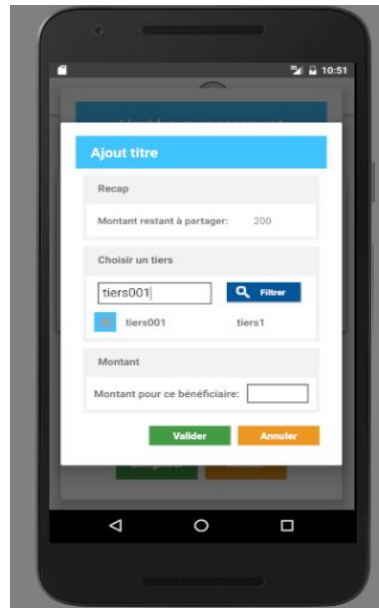 10:51
Ajout titre
Recap
Montant restant à partager: 200
Choisir un tiers
tiers001
Filtrer
tiers001 tiers1
Montant
Montant pour ce bénéficiaire:
Valider Annuler